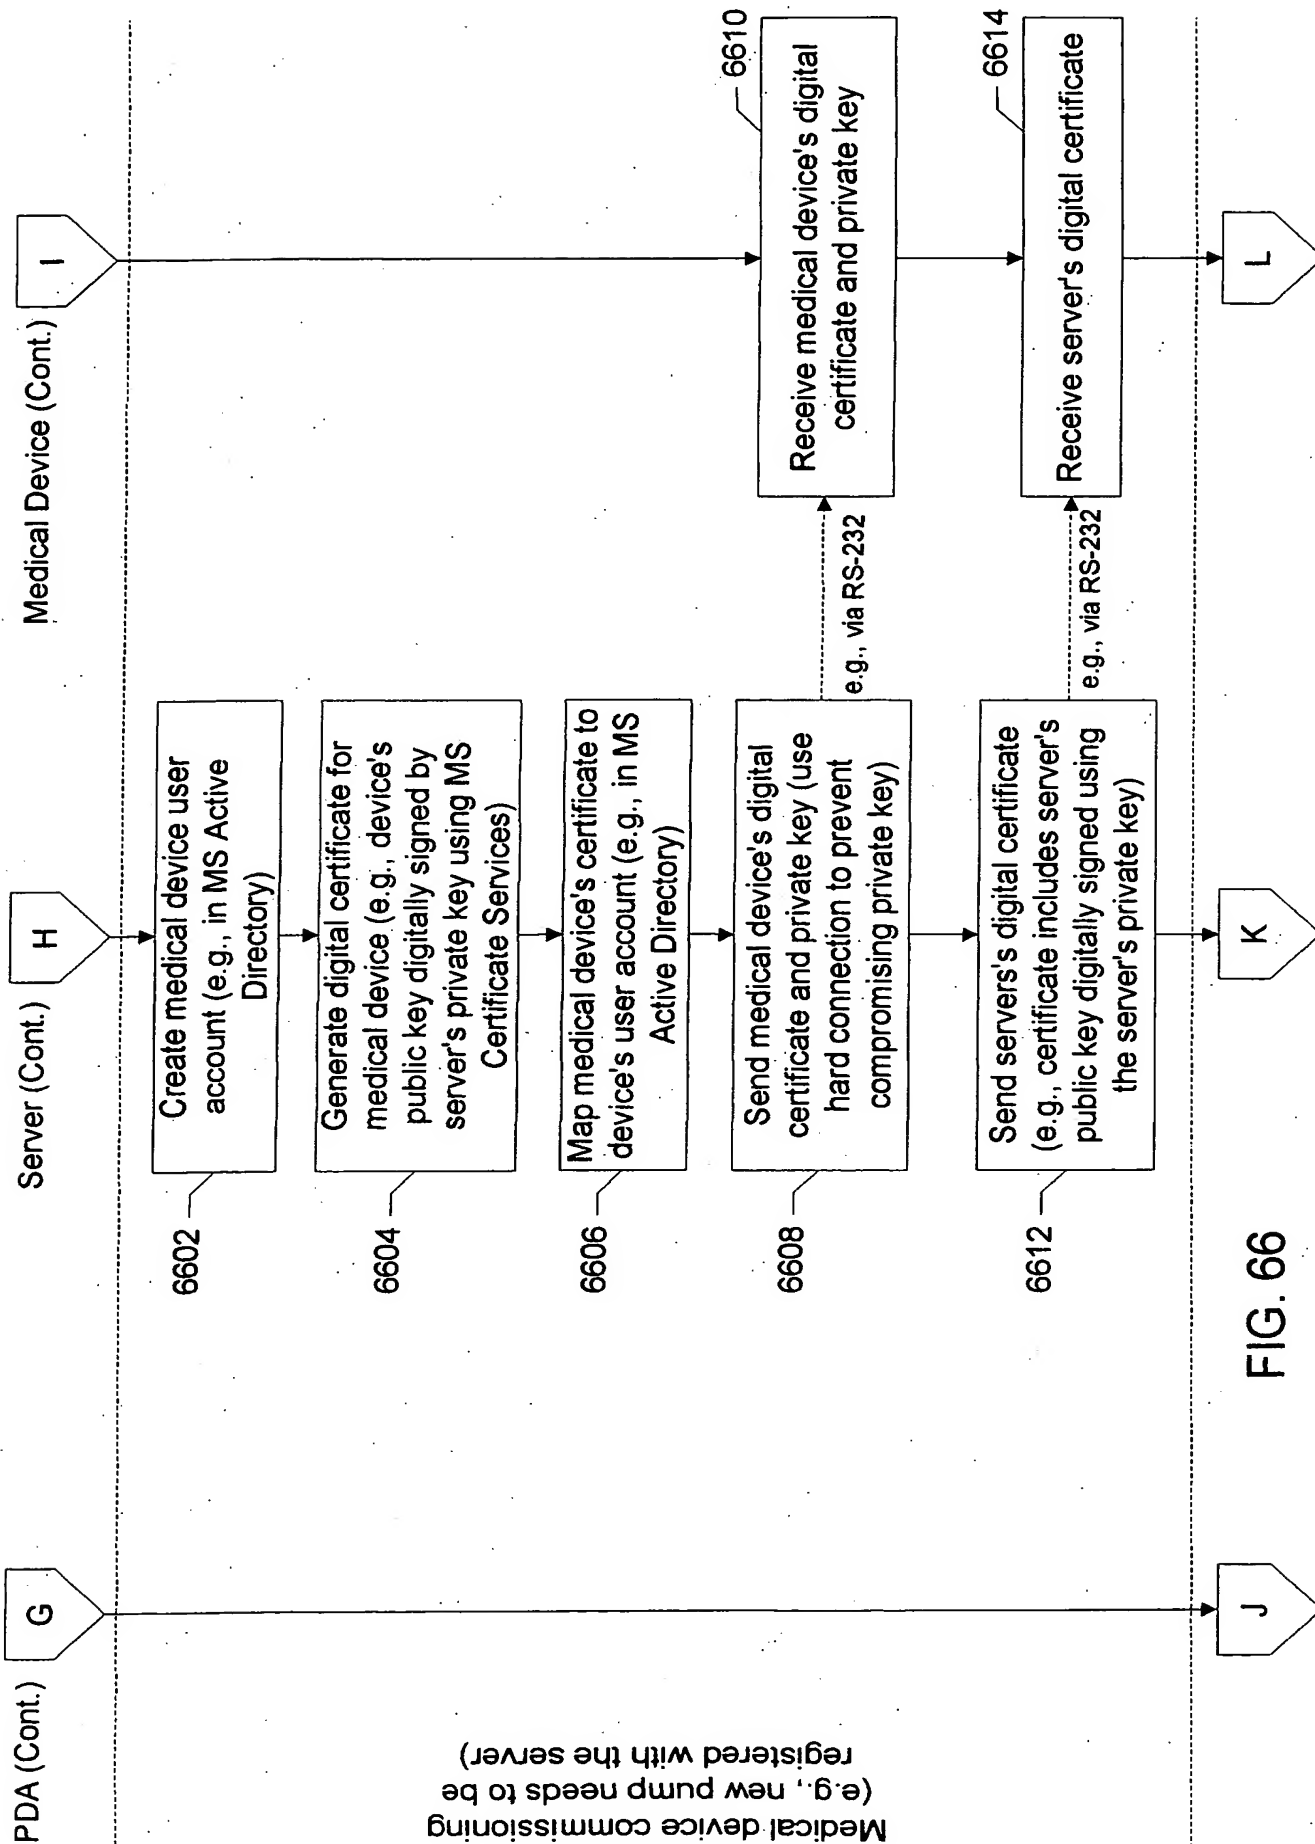 PDA (Cont.)
G
Server (Cont.)
H
Medical Device (Cont.)
I
Medical device commissioning
(e.g., new pump needs to be
registered with the server)
6602
Create medical device user
account (e.g., in MS Active
Directory)
6604
Generate digital certificate for
medical device (e.g., device's
public key digitally signed by
server's private key using MS
Certificate Services)
6606
Map medical device's certificate to
device's user account (e.g., in MS
Active Directory)
6608
Send medical device's digital
certificate and private key (use
hard connection to prevent
compromising private key)
e.g., via RS-232
6610
Receive medical device's digital
certificate and private key
6612
Send servers's digital certificate
(e.g., certificate includes server's
public key digitally signed using
the server's private key)
e.g., via RS-232
6614
Receive server's digital certificate
J
K
L
FIG. 66